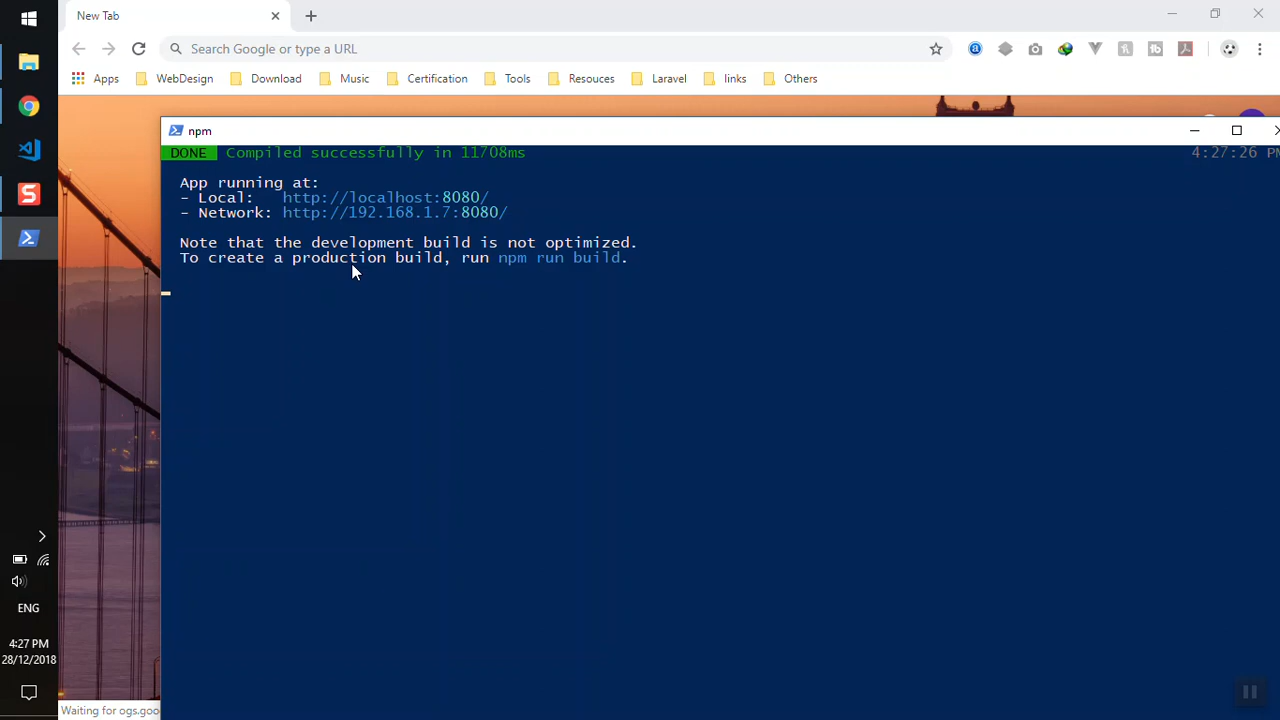 New Tab
Search Google or type a URL
Apps WebDesign Download Music Certification Tools Resouces Laravel links Others
npm
DONE Compiled successfully in 11708ms 4:27:26
App running at:
- Local: http://localhost:8080/
- Network: http://192.168.1.7:8080/
Note that the development build is not optimized.
To create a production build, run npm run build.
ENG
4:27 PM
28/12/2018
Waiting for